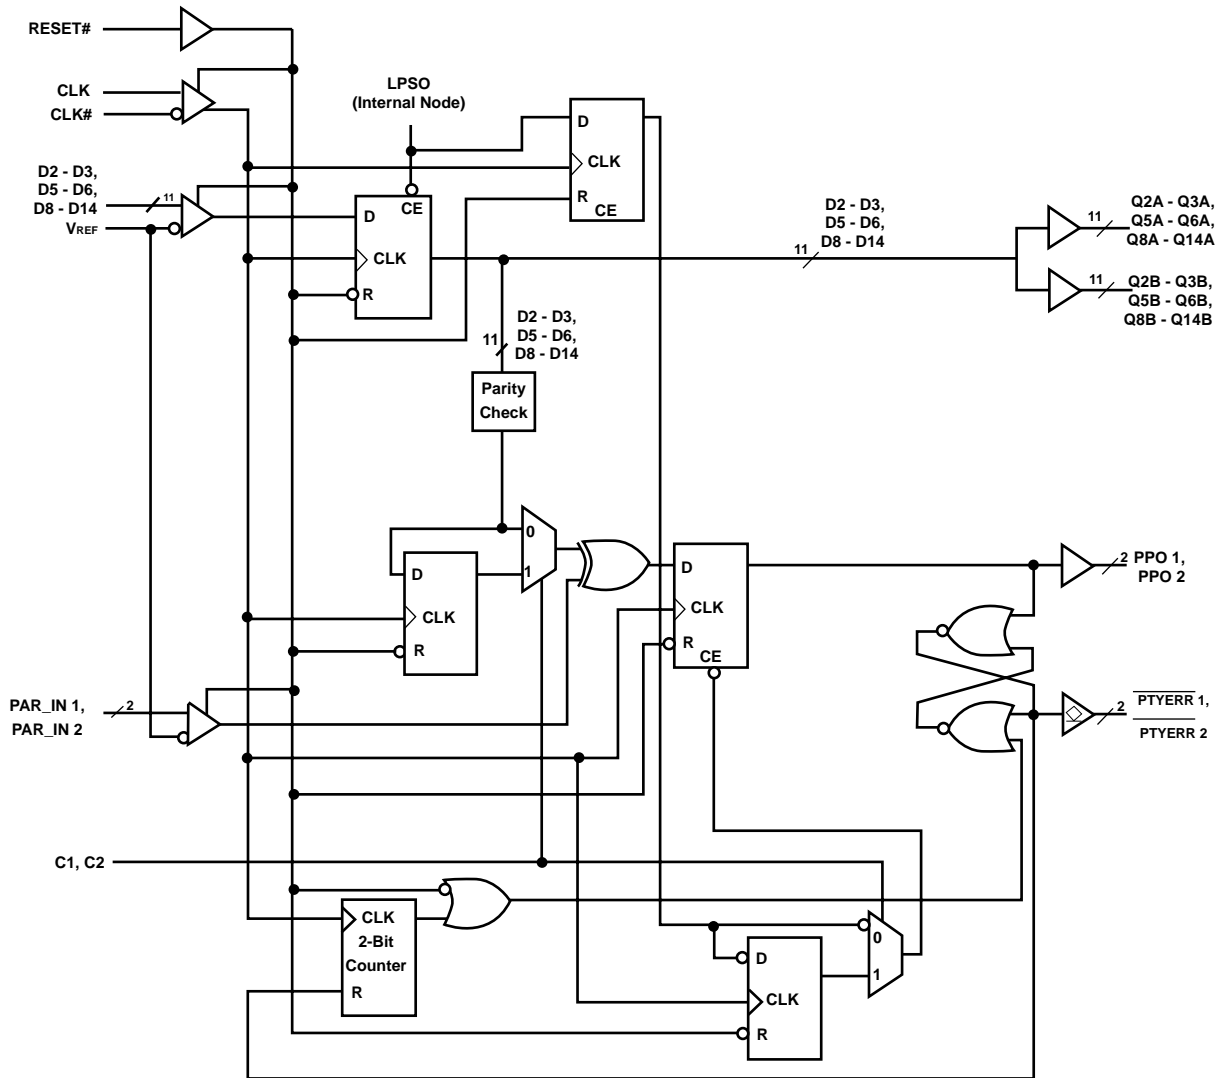 RESET#
CLK
CLK#
LPSO
(Internal Node)
D
CLK
R
CE
D2 - D3,
D5 - D6,
D8 - D14
11
VREF
CE
D
CLK
R
D2 - D3,
D5 - D6,
D8 - D14
11
11
Q2A - Q3A,
Q5A - Q6A,
Q8A - Q14A
11
Q2B - Q3B,
Q5B - Q6B,
Q8B - Q14B
D2 - D3,
D5 - D6,
D8 - D14
11
Parity
Check
0
1
D
CLK
R
D
CLK
R
CE
2
PPO 1,
PPO 2
PAR_IN 1,
PAR_IN 2
2
2
PTYERR 1,
PTYERR 2
C1, C2
CLK
2-Bit
Counter
R
D
CLK
R
0
1